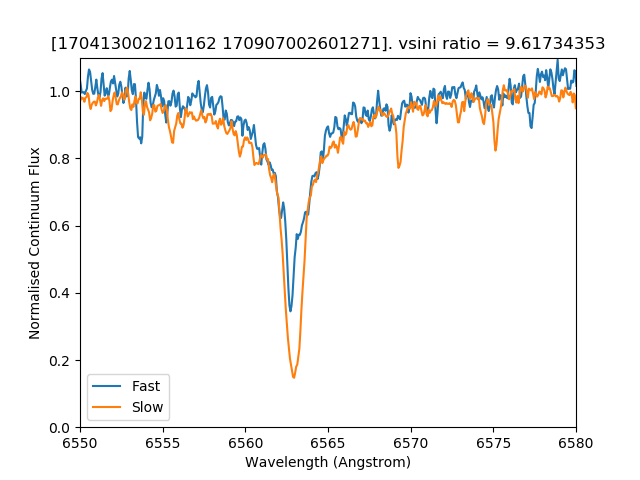 [170413002101162 170907002601271]. vsini ratio = 9.61734353
Normalised Continuum Flux
1.0
0.8
0.6
0.4
0.2
0.0
Fast
Slow
6550 6555 6560 6565 6570 6575 6580
Wavelength (Angstrom)